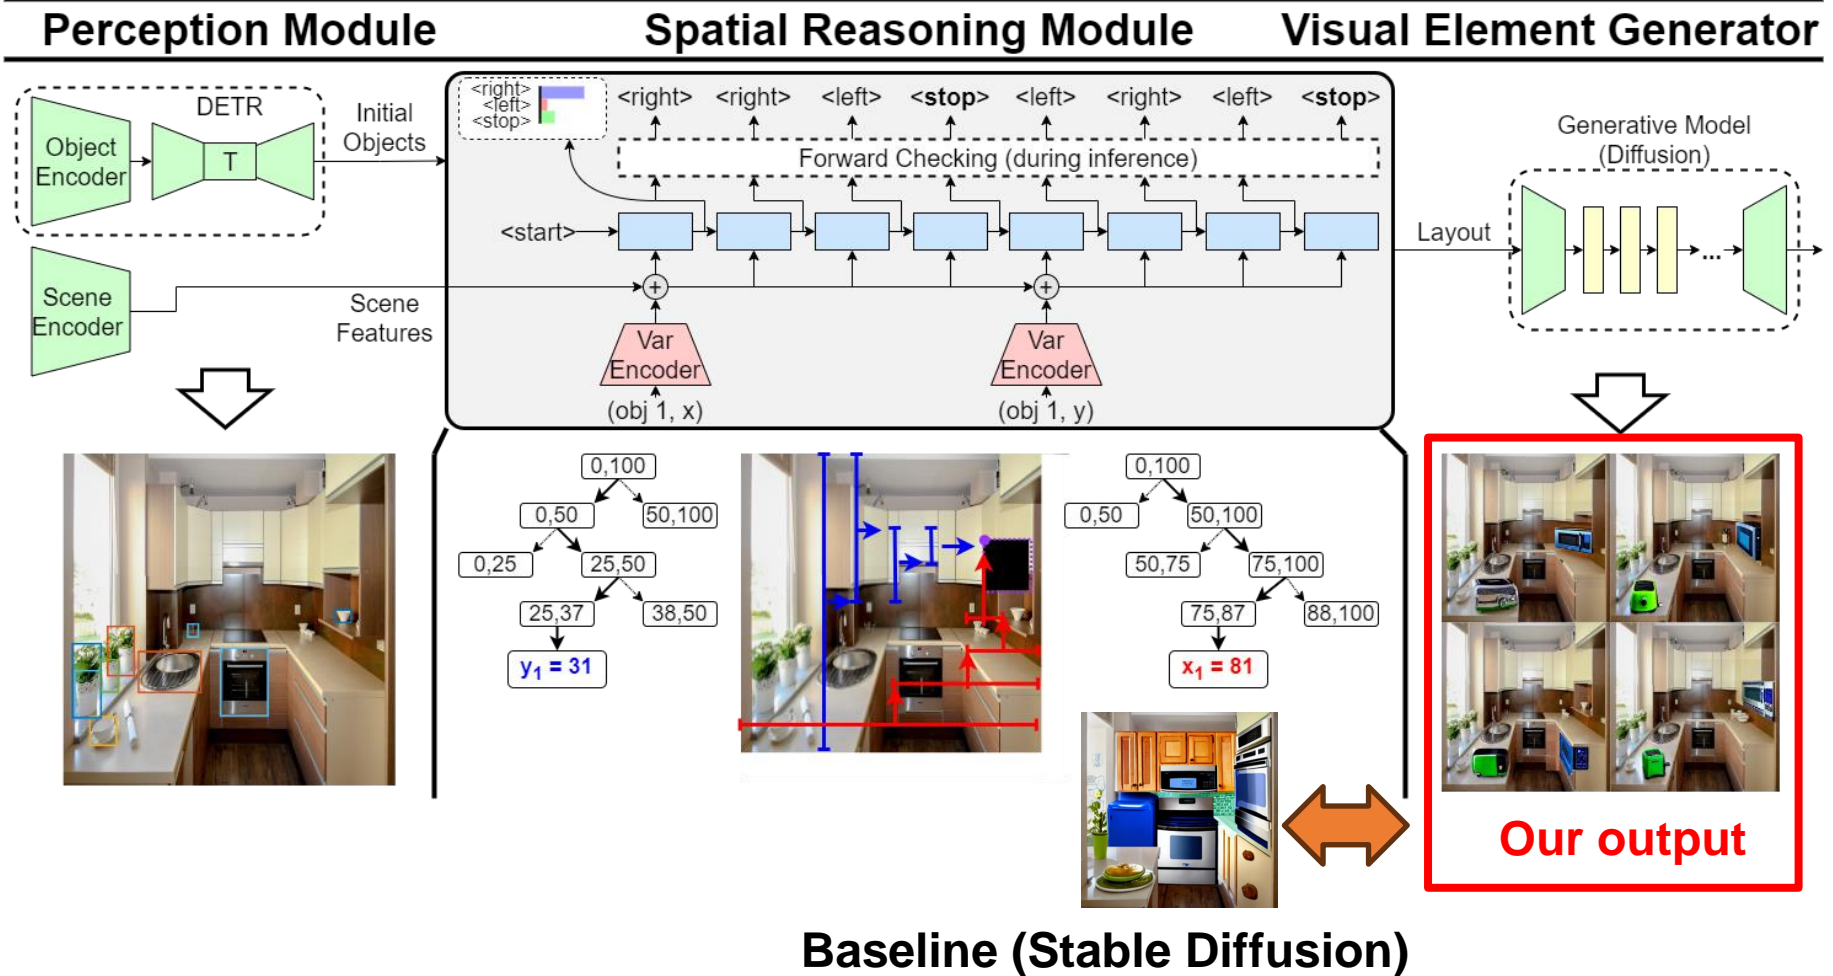 Perception Module
Spatial Reasoning Module
Visual Element Generator
DETR
Object
Encoder
T
Initial
Objects
Scene
Encoder
Scene
Features
<right>
<left>
<stop>
<right> <right> <left> <stop> <left> <right> <left> <stop>
Forward Checking (during inference)
<start>
+
+
Var
Encoder
(obj 1, x)
Var
Encoder
(obj 1, y)
Layout
Generative Model
(Diffusion)
...
0,100
0,50
50,100
0,25
25,50
25,37
38,50
y₁ = 31
0,100
0,50
50,100
50,75
75,100
75,87
88,100
x₁ = 81
Our output
Baseline (Stable Diffusion)